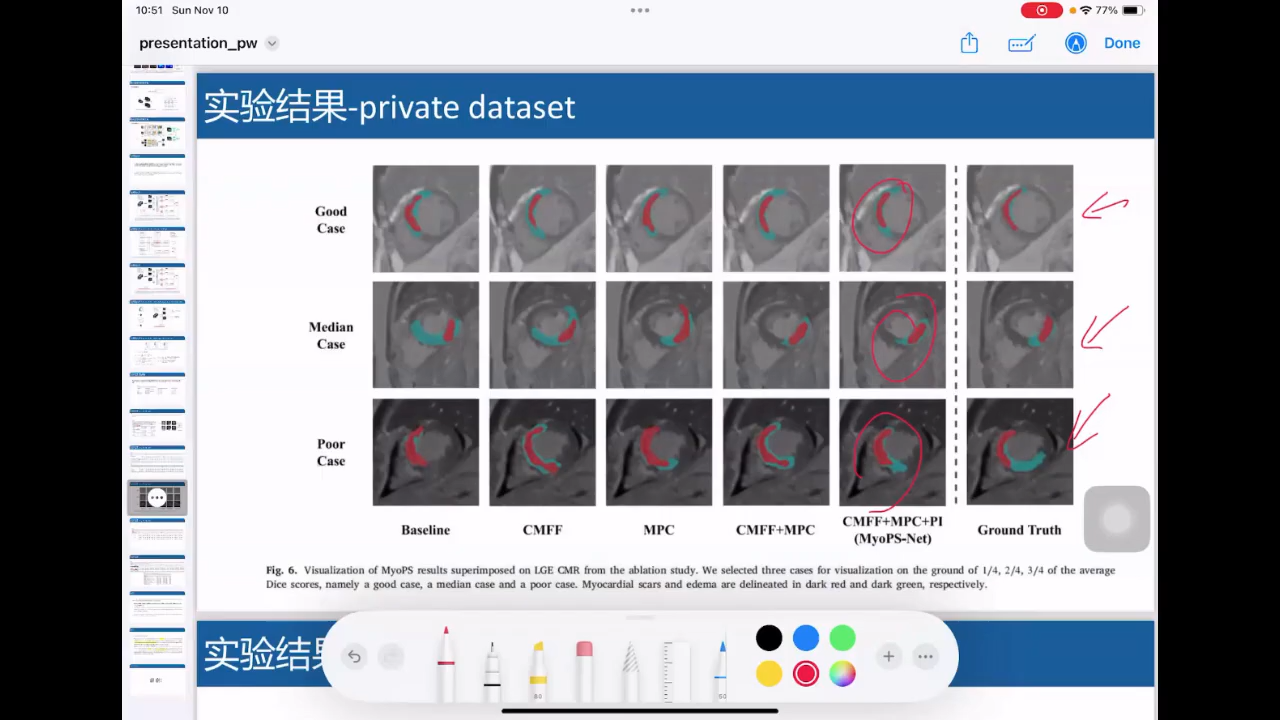 10:51 Sun Nov 10
77%
presentation_pw
Done
实验结果-private dataset
Good
Case
Median
Case
Poor
Case
Baseline
CMFF
MPC
CMFF+MPC
CMFF+MPC+PI
(MyoPS-Net)
Ground Truth
Fig. 6. Visualization of MyoPS results superimposed on LGE CMR from the ablation study. We selected three cases for visualization on the ground of 1/4, 2/4, 3/4 of the average
Dice scores, namely a good case, a median case and a poor case. Myocardial scars and edema are delineated in dark red and dark green, respectively.
实验结